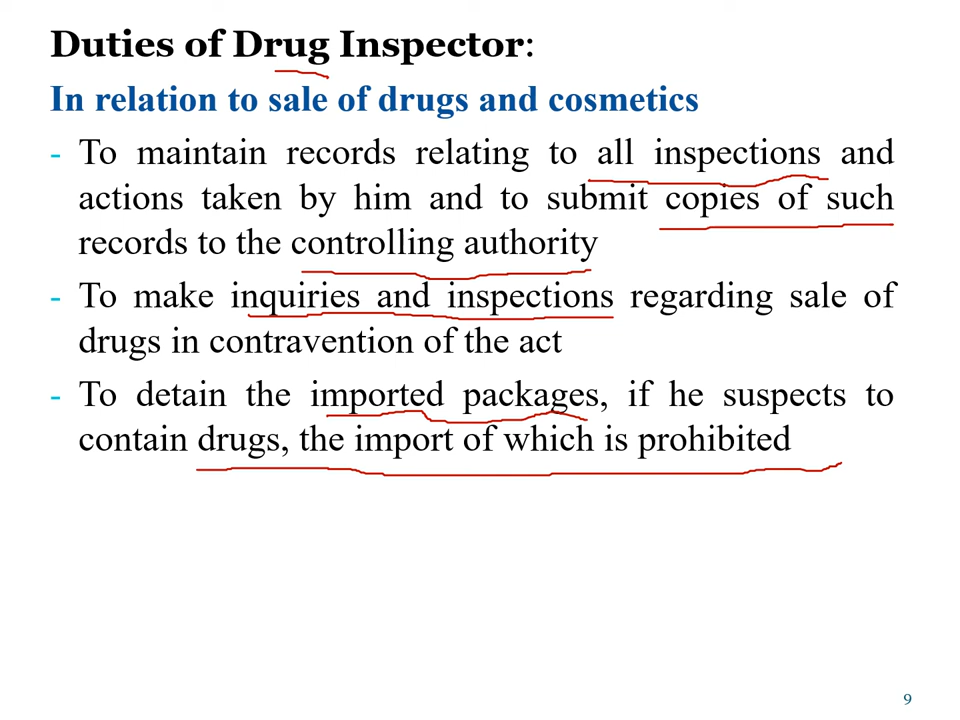 Duties of Drug Inspector:
In relation to sale of drugs and cosmetics
- To maintain records relating to all inspections and
actions taken by him and to submit copies of such
records to the controlling authority
- To make inquiries and inspections regarding sale of
drugs in contravention of the act
- To detain the imported packages, if he suspects to
contain drugs, the import of which is prohibited
9